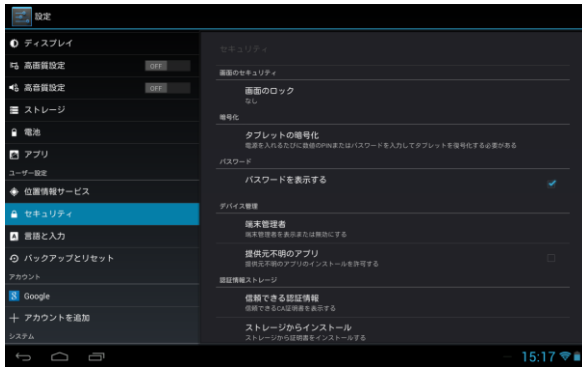 設定
ディスプレイ
高画質設定 OFF
高音質設定 OFF
ストレージ
電池
アプリ
ユーザー設定
位置情報サービス
セキュリティ
言語と入力
バックアップとリセット
アカウント
Google
アカウントを追加
システム
セキュリティ
画面のセキュリティ
画面のロック
なし
暗号化
タブレットの暗号化
電源を入れるたびに数値のPINまたはパスワードを入力してタブレットを復号化する必要がある
パスワード
パスワードを表示する
デバイス管理
端末管理者
端末管理者を表示または無効にする
提供元不明のアプリ
提供元不明のアプリのインストールを許可する
認証情報ストレージ
信頼できる認証情報
信頼できるCA証明書を表示する
ストレージからインストール
ストレージから証明書をインストールする
15:17